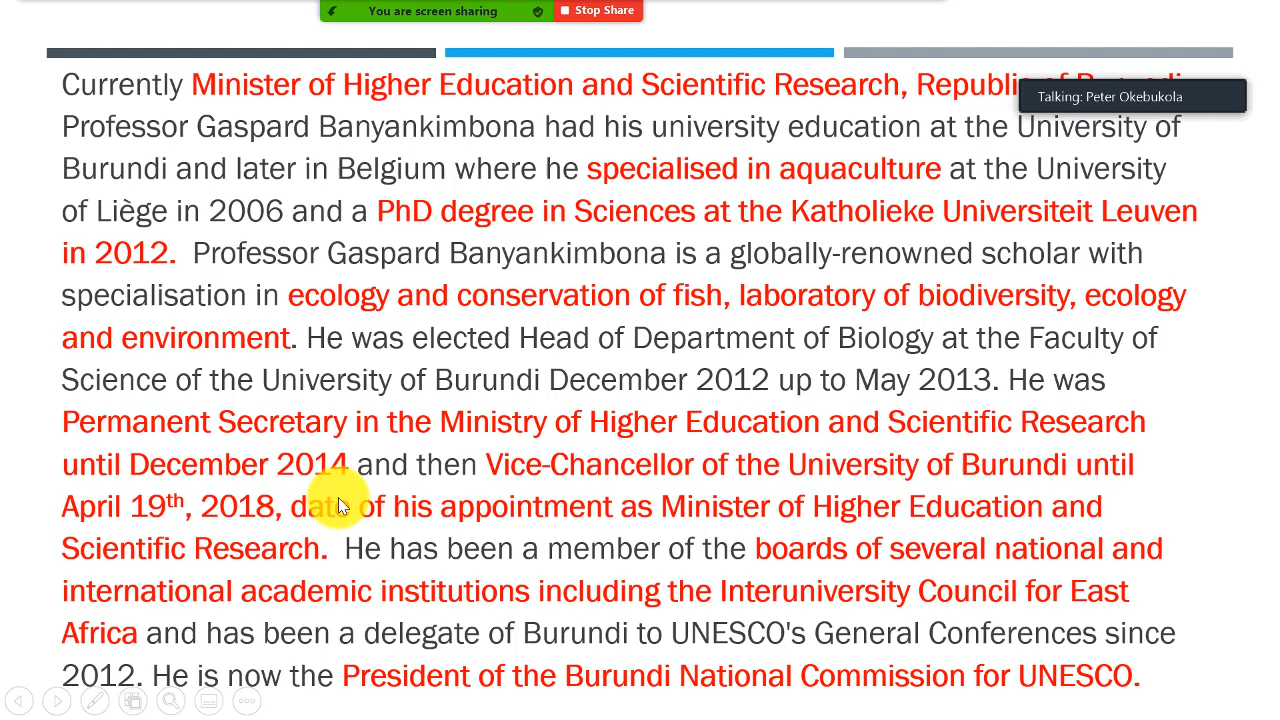 You are screen sharing
Stop Share
Currently Minister of Higher Education and Scientific Research, Republic of Burundi
Talking: Peter Okebukola
Professor Gaspard Banyankimbona had his university education at the University of
Burundi and later in Belgium where he specialised in aquaculture at the University
of Liège in 2006 and a PhD degree in Sciences at the Katholieke Universiteit Leuven
in 2012. Professor Gaspard Banyankimbona is a globally-renowned scholar with
specialisation in ecology and conservation of fish, laboratory of biodiversity, ecology
and environment. He was elected Head of Department of Biology at the Faculty of
Science of the University of Burundi December 2012 up to May 2013. He was
Permanent Secretary in the Ministry of Higher Education and Scientific Research
until December 2014 and then Vice-Chancellor of the University of Burundi until
April 19th, 2018, date of his appointment as Minister of Higher Education and
Scientific Research. He has been a member of the boards of several national and
international academic institutions including the Interuniversity Council for East
Africa and has been a delegate of Burundi to UNESCO's General Conferences since
2012. He is now the President of the Burundi National Commission for UNESCO.